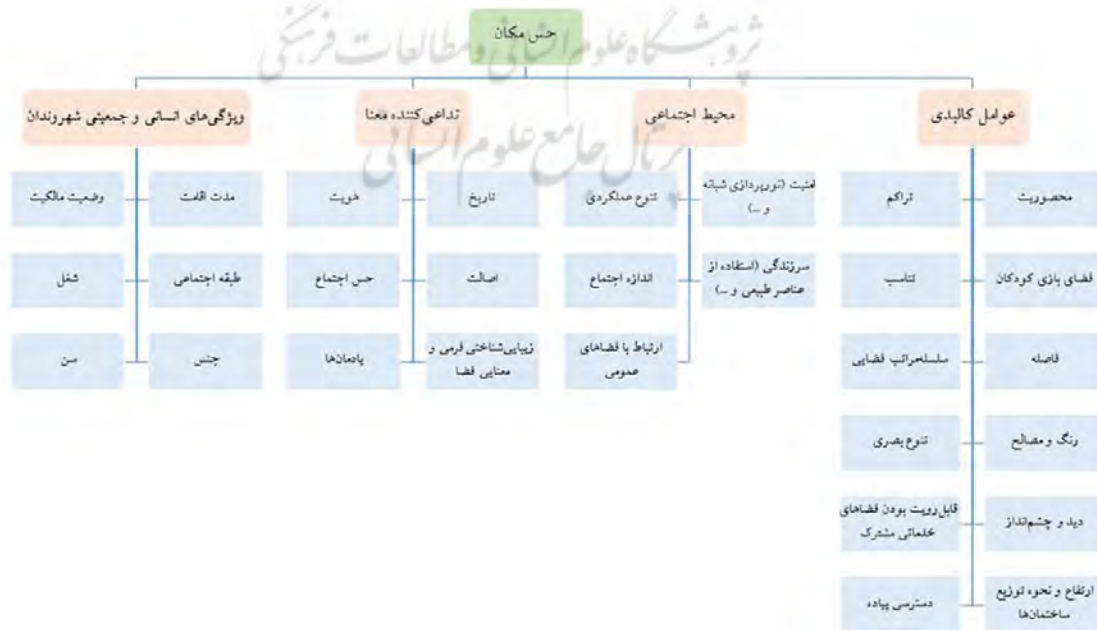 حس مکان
پژوهشگاه علوم انسانی و مطالعات فرهنگی
پرتال جامع علوم انسانی
عوامل کالبدی
محیط اجتماعی
تداعی‌کننده معنا
ویژگی‌های انسانی و جمعیتی شهروندان
محصوریت
تراکم
فضای بازی کودکان
تناسب
فاصله
سلسله‌مراتب فضایی
رنگ و مصالح
تنوع بصری
دید و چشم‌انداز
قابل‌رویت بودن فضاهای
خدماتی مشترک
ارتفاع و نحوه توزیع
ساختمان‌ها
دسترسی پیاده
امنیت (نورپردازی شبانه
و ...)
تنوع عملکردی
سرزندگی (استفاده از
عناصر طبیعی و ...)
اندازه اجتماع
ارتباط با فضاهای
عمومی
تاریخ
هویت
اصالت
حس اجتماع
زیبایی‌شناختی فرمی و
معنایی فضا
یادمان‌ها
مدت اقامت
وضعیت مالکیت
طبقه اجتماعی
شغل
جنس
سن